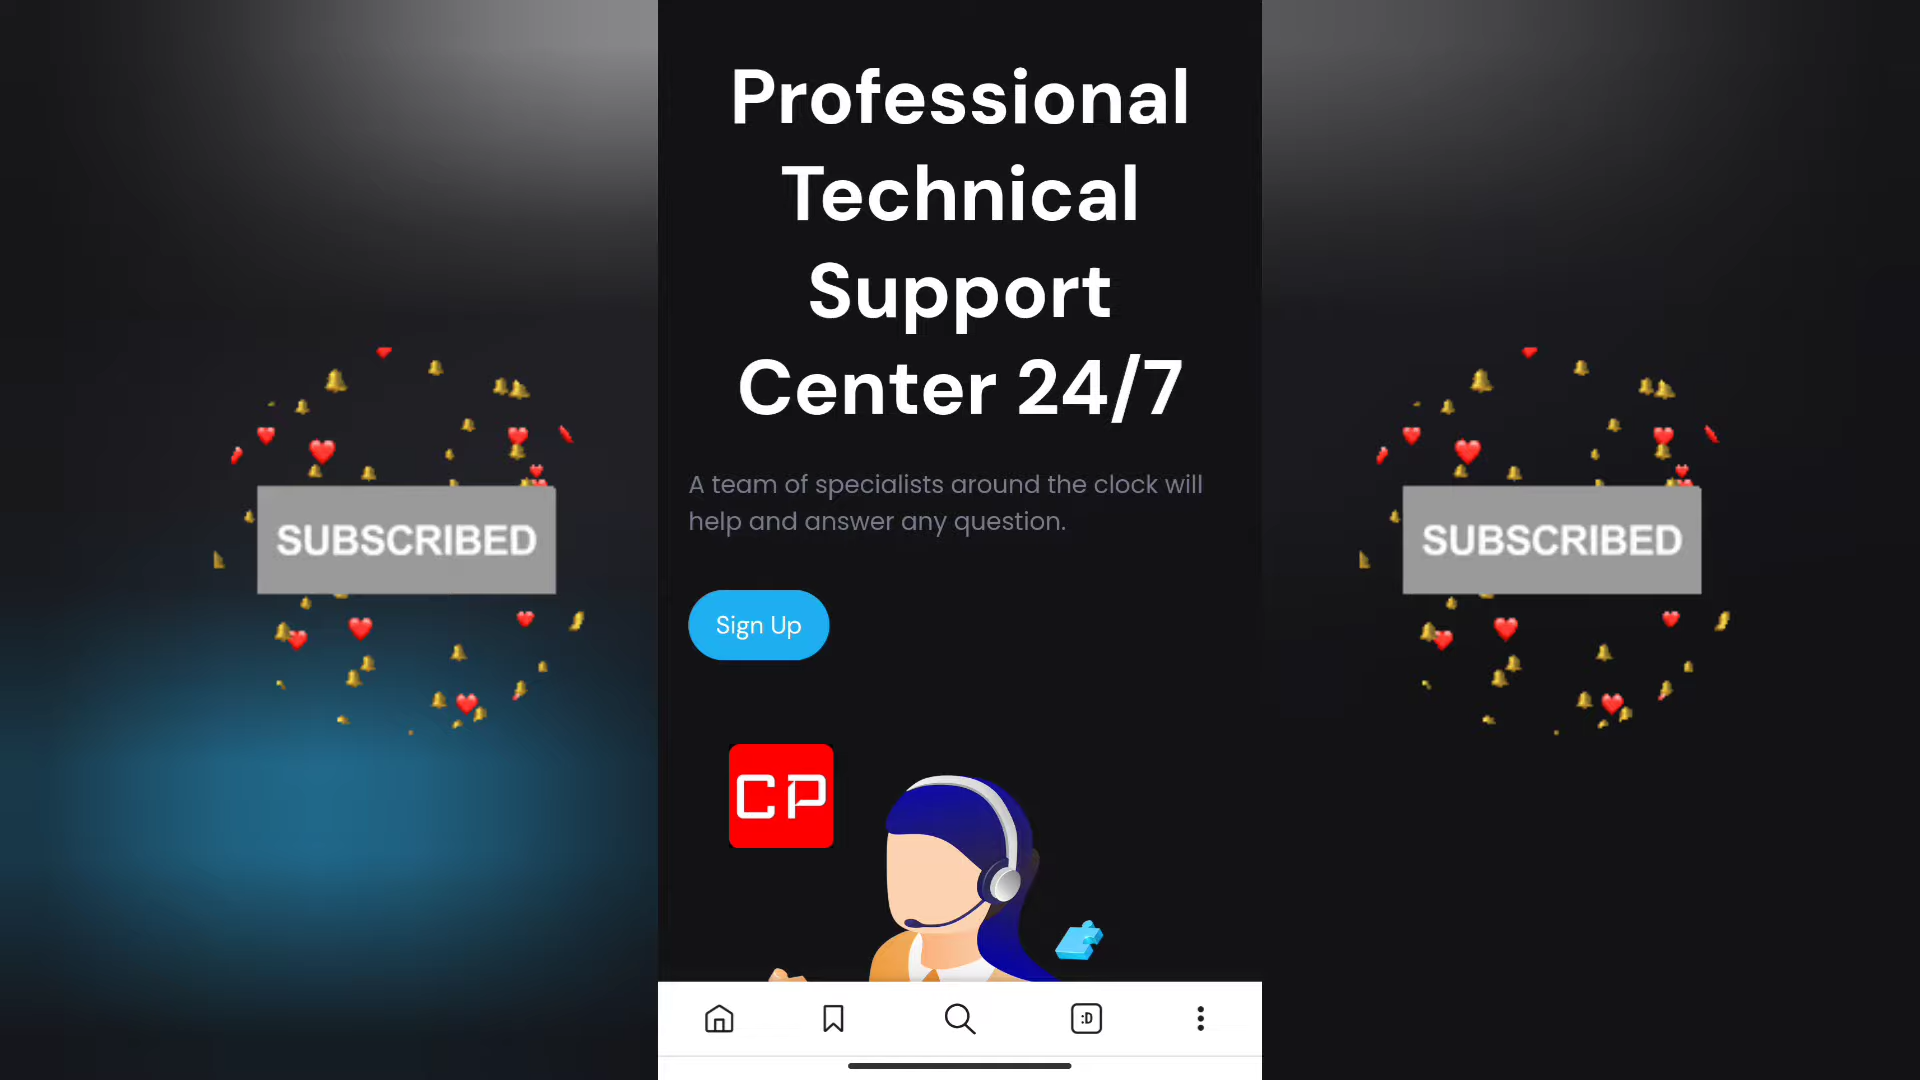 Professional
Technical
Support
Center 24/7
A team of specialists around the clock will
help and answer any question.
SUBSCRIBED
SUBSCRIBED
Sign Up
CP
:D